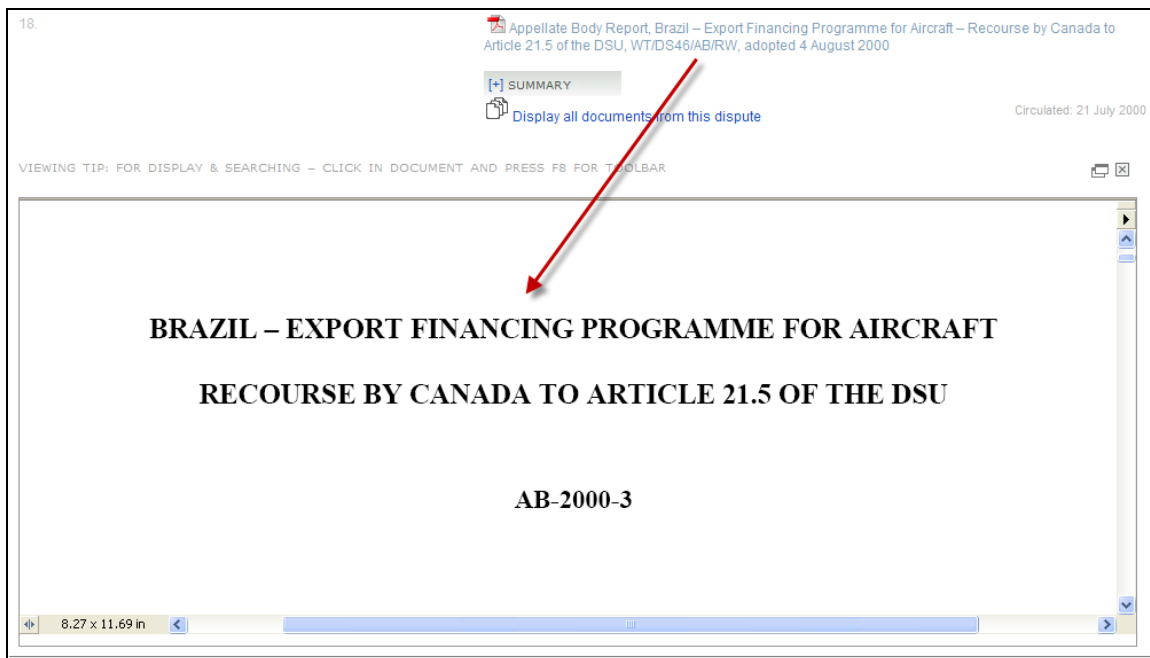 18.
Appellate Body Report, Brazil – Export Financing Programme for Aircraft – Recourse by Canada to
Article 21.5 of the DSU, WT/DS46/AB/RW, adopted 4 August 2000
[+] SUMMARY
Display all documents from this dispute
Circulated: 21 July 2000
VIEWING TIP: FOR DISPLAY & SEARCHING – CLICK IN DOCUMENT AND PRESS F8 FOR TOOLBAR
BRAZIL – EXPORT FINANCING PROGRAMME FOR AIRCRAFT
RECOURSE BY CANADA TO ARTICLE 21.5 OF THE DSU
AB-2000-3
8.27 x 11.69 in